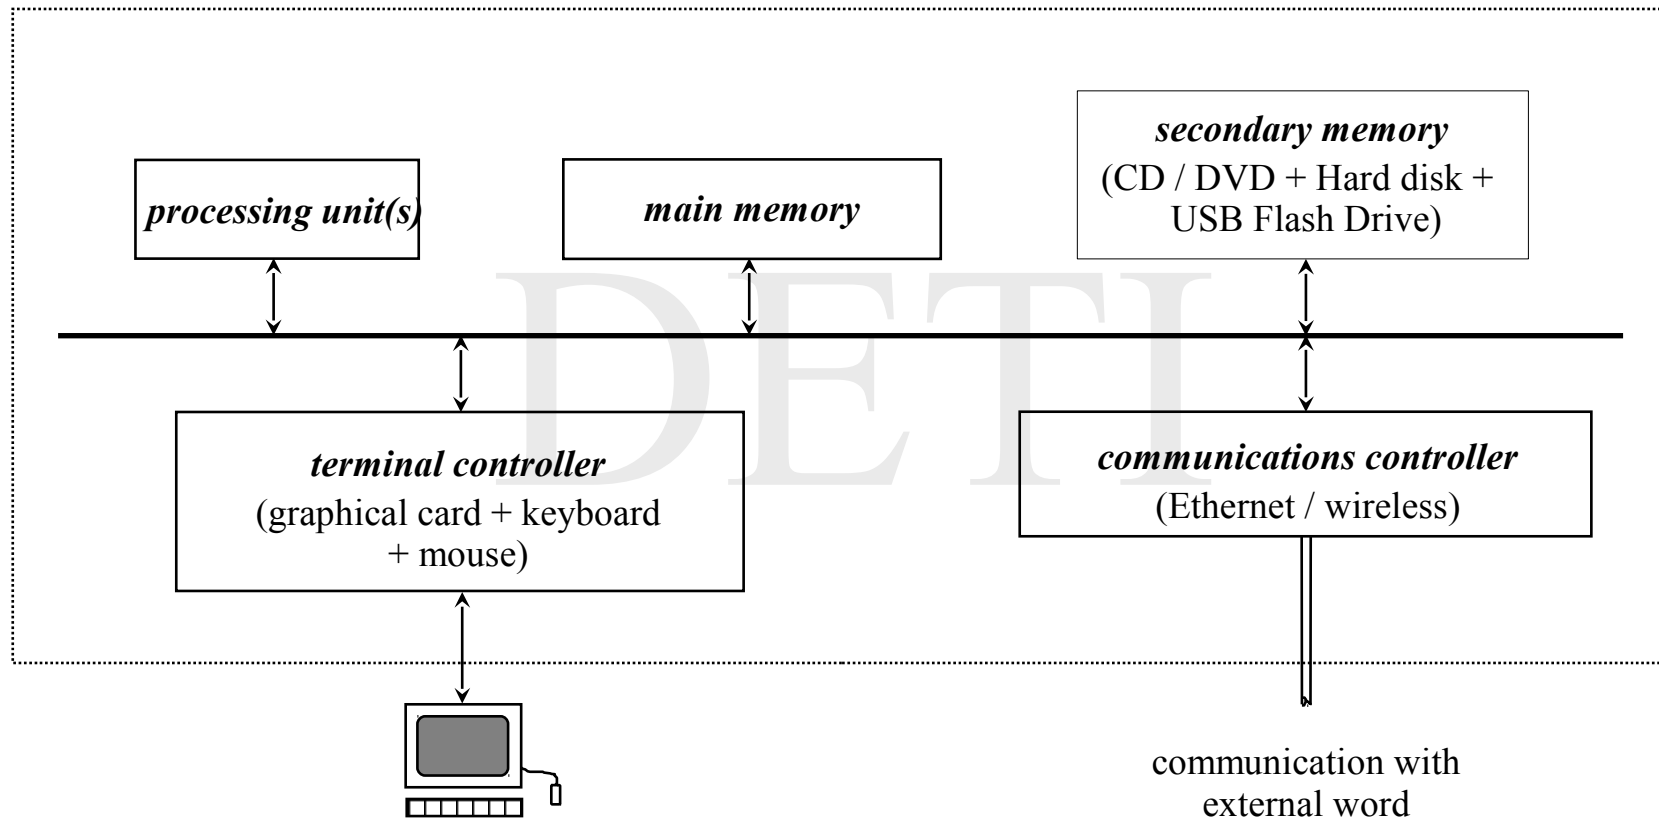 secondary memory
(CD / DVD + Hard disk +
USB Flash Drive)
processing unit(s)
main memory
DETI
terminal controller
(graphical card + keyboard
+ mouse)
communications controller
(Ethernet / wireless)
communication with
external word